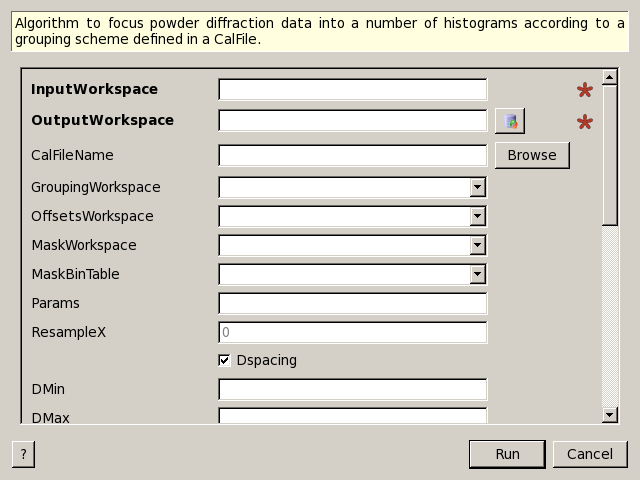 Algorithm to focus powder diffraction data into a number of histograms according to a
grouping scheme defined in a CalFile.
InputWorkspace
OutputWorkspace
CalFileName Browse
GroupingWorkspace
OffsetsWorkspace
MaskWorkspace
MaskBinTable
Params
ResampleX 0
Dspacing
DMin
DMax
? Run Cancel